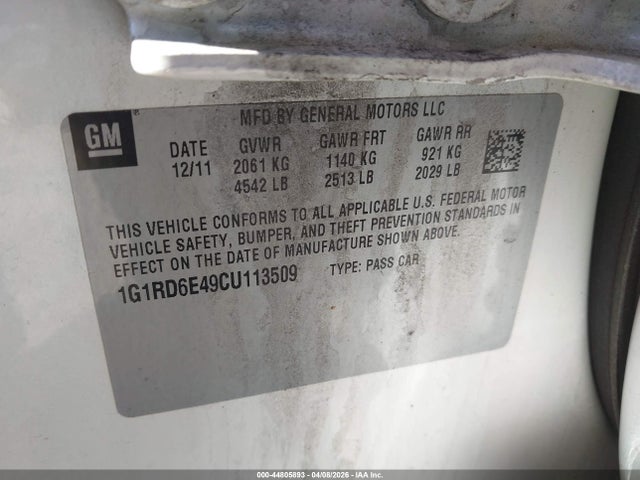 MFD BY GENERAL MOTORS LLC
GM
DATE GVWR GAWR FRT GAWR RR
12/11 2061 KG 1140 KG 921 KG
4542 LB 2513 LB 2029 LB
THIS VEHICLE CONFORMS TO ALL APPLICABLE U.S. FEDERAL MOTOR
VEHICLE SAFETY, BUMPER, AND THEFT PREVENTION STANDARDS IN
EFFECT ON THE DATE OF MANUFACTURE SHOWN ABOVE.
1G1RD6E49CU113509 TYPE: PASS CAR
000-44805893 - 04/08/2026 - IAAI, Inc.